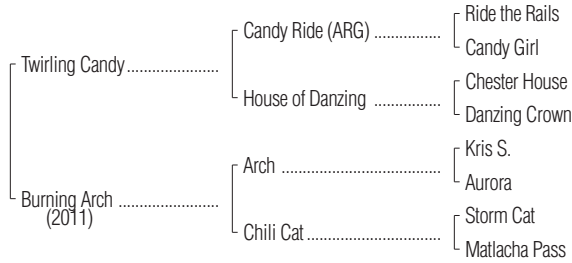 Ride the Rails
Candy Ride (ARG) ................
Candy Girl
Twirling Candy ......................
Chester House
House of Danzing ................
Danzing Crown
Kris S.
Arch ......................................
Aurora
Burning Arch ........................
(2011)
Storm Cat
Chili Cat ................................
Matlacha Pass